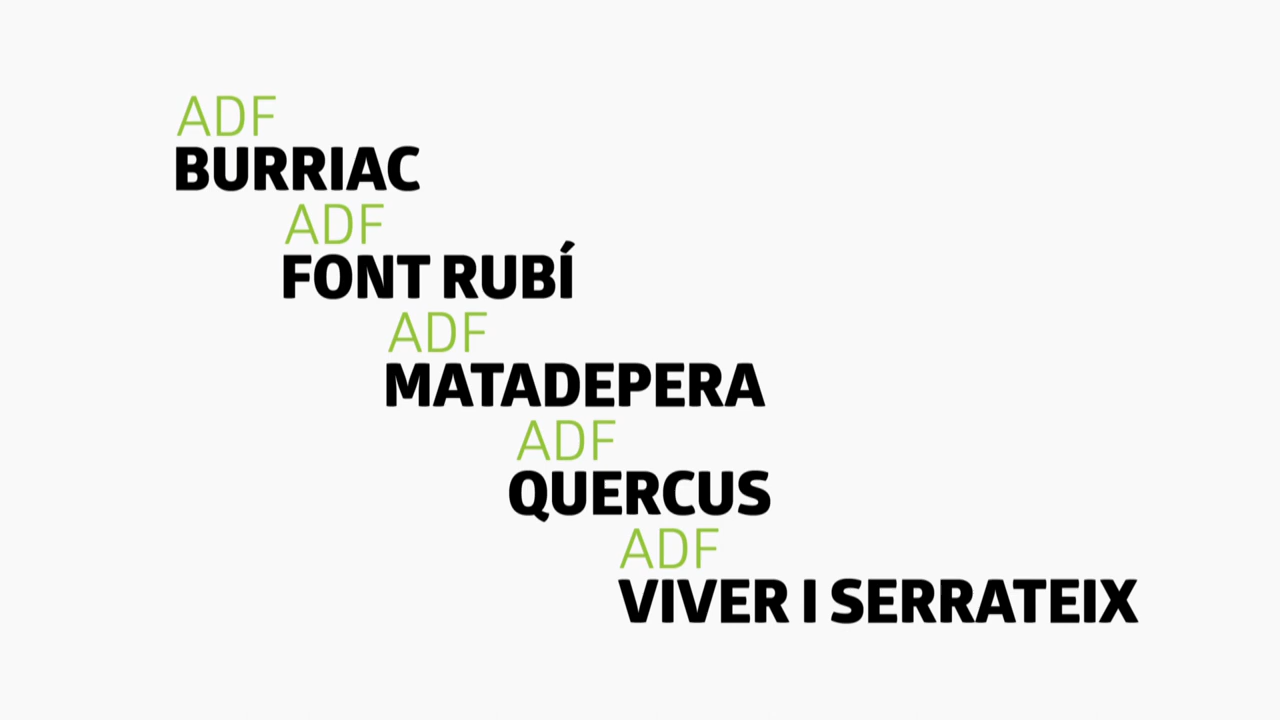 ADF
BURRIAC
ADF
FONT RUBÍ
ADF
MATADEPERA
ADF
QUERCUS
ADF
VIVER I SERRATEIX